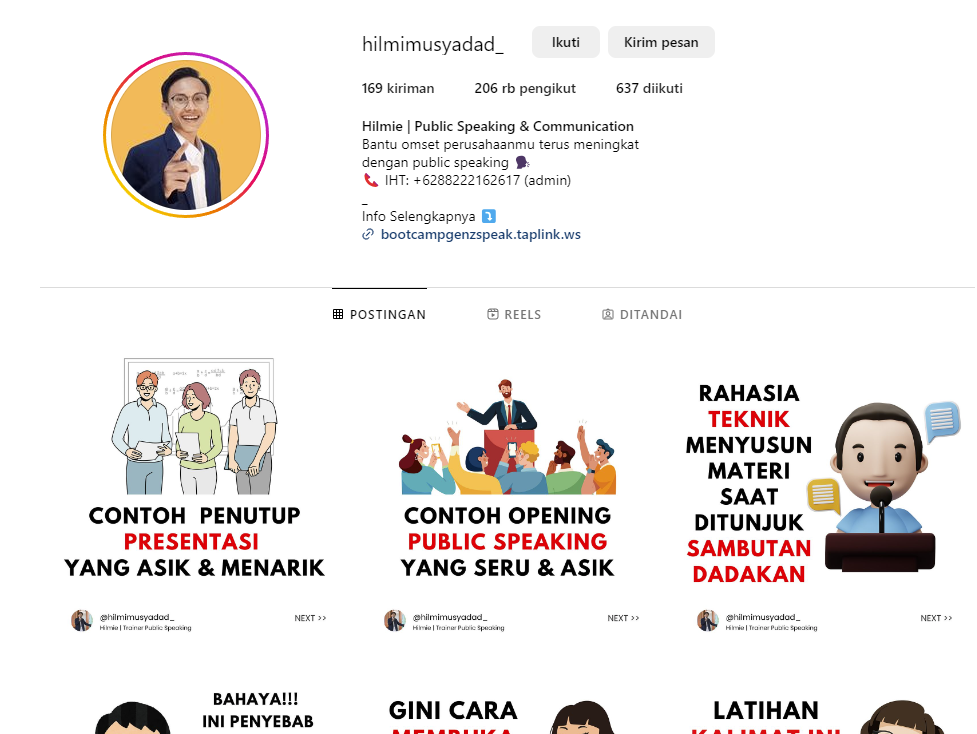 hilmimusyadad_
Ikuti
Kirim pesan
169 kiriman
206 rb pengikut
637 diikuti
Hilmie | Public Speaking & Communication
Bantu omset perusahaanmu terus meningkat
dengan public speaking 🗣️
📞 IHT: +6288222162617 (admin)
_
Info Selengkapnya ⤵️
bootcampgenzspeak.taplink.ws
POSTINGAN
REELS
DITANDAI
CONTOH PENUTUP
PRESENTASI
YANG ASIK & MENARIK
@hilmimusyadad_
Hilmie | Trainer Public Speaking
NEXT >>
CONTOH OPENING
PUBLIC SPEAKING
YANG SERU & ASIK
@hilmimusyadad_
Hilmie | Trainer Public Speaking
NEXT >>
RAHASIA
TEKNIK
MENYUSUN
MATERI
SAAT
DITUNJUK
SAMBUTAN
DADAKAN
@hilmimusyadad_
Hilmie | Trainer Public Speaking
NEXT >>
BAHAYA!!!
INI PENYEBAB
GINI CARA
MEMBUKA
LATIHAN
KALIMAT INI